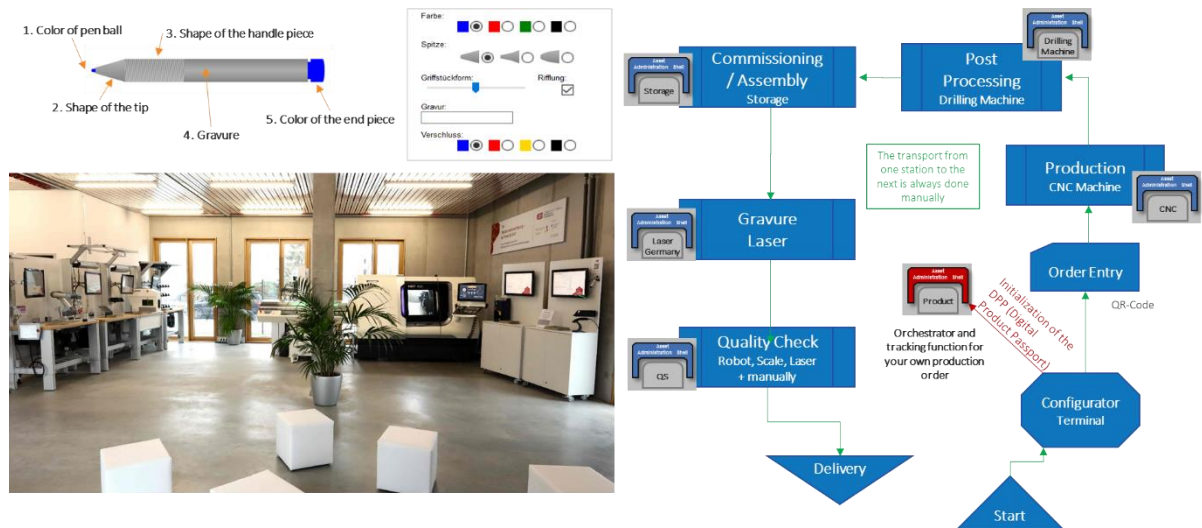 1. Color of pen ball
3. Shape of the handle piece
2. Shape of the tip
4. Gravure
5. Color of the end piece
Farbe:
Spitze:
Griffstückform:
Riffung:
Gravur:
Verschluss:
Commissioning
/ Assembly
Storage
Asset
Administration Shell
Storage
Post
Processing
Drilling Machine
Asset
Administration Shell
Drilling
Machine
The transport from
one station to the
next is always done
manually
Production
CNC Machine
Asset
Administration Shell
CNC
Gravure
Laser
Asset
Administration Shell
Laser
Germany
Order Entry
QR-Code
Asset
Administration Shell
Product
Initialization of the
DPP (Digital
Product Passport)
Orchestrator and
tracking function for
your own production
order
Quality Check
Robot, Scale, Laser
+ manually
Asset
Administration Shell
QS
Configurator
Terminal
Delivery
Start